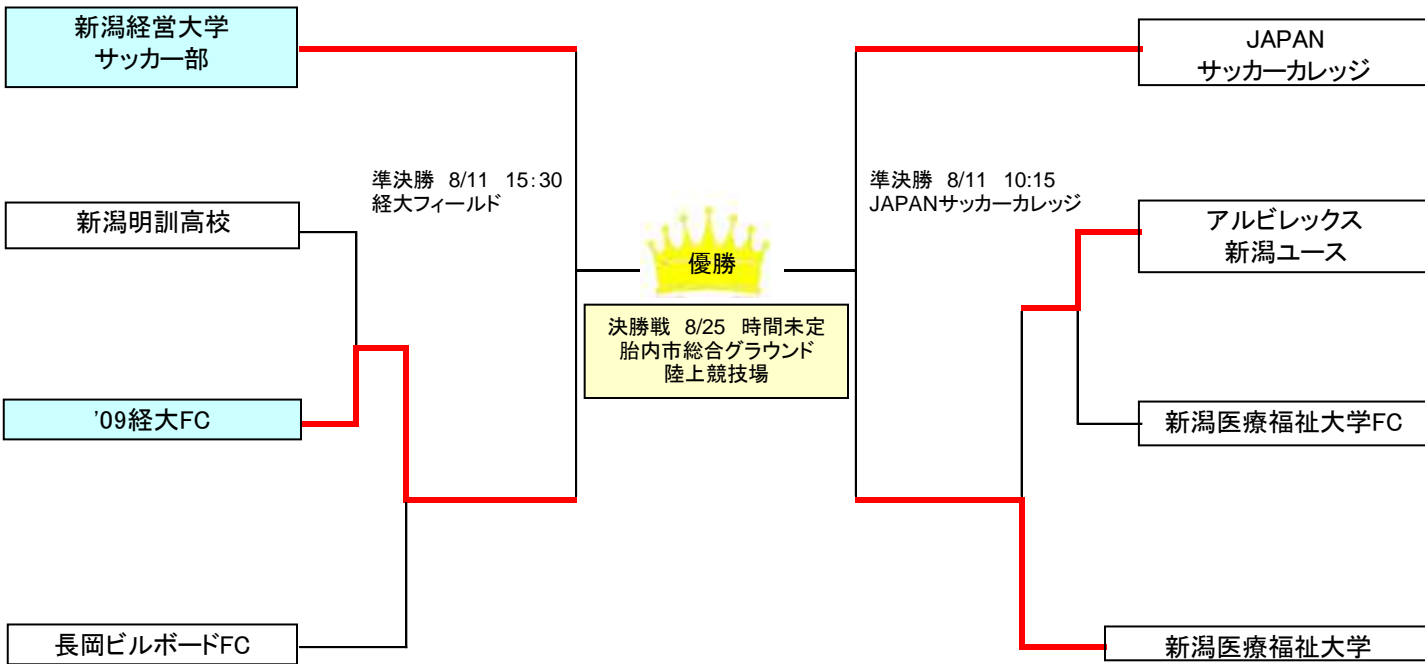 新潟経営大学
サッカー部
JAPAN
サッカーカレッジ
準決勝 8/11 15:30
経大フィールド
準決勝 8/11 10:15
JAPANサッカーカレッジ
新潟明訓高校
アルビレックス
新潟ユース
優勝
決勝戦 8/25 時間未定
胎内市総合グラウンド
陸上競技場
'09経大FC
新潟医療福祉大学FC
長岡ビルボードFC
新潟医療福祉大学